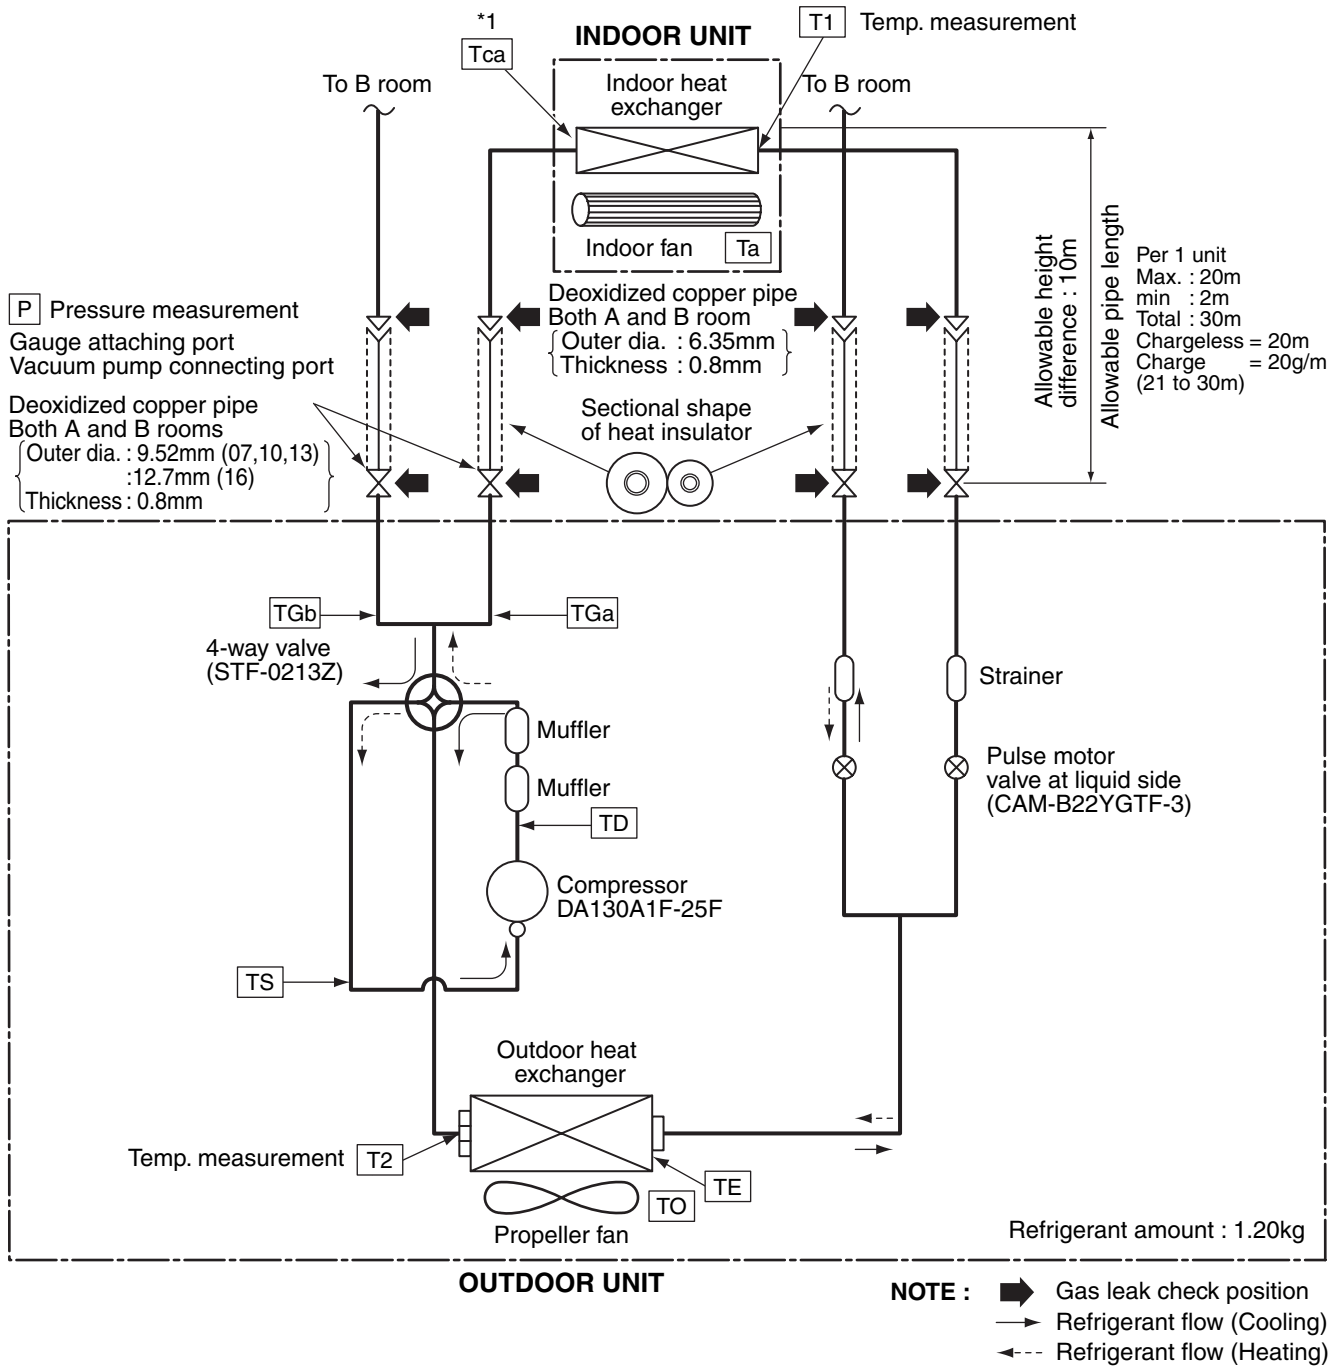 *1
Tca
INDOOR UNIT
T1 Temp. measurement
To B room
Indoor heat
exchanger
To B room
Indoor fan
Ta
Allowable height
difference : 10m
Allowable pipe length
Per 1 unit
Max. : 20m
min : 2m
Total : 30m
Chargeless = 20m
Charge = 20g/m
(21 to 30m)
P Pressure measurement
Gauge attaching port
Vacuum pump connecting port
Deoxidized copper pipe
Both A and B room
Outer dia. : 6.35mm
Thickness : 0.8mm
Deoxidized copper pipe
Both A and B rooms
Outer dia. : 9.52mm (07,10,13)
:12.7mm (16)
Thickness : 0.8mm
Sectional shape
of heat insulator
TGb
TGa
4-way valve
(STF-0213Z)
Strainer
Muffler
Muffler
Pulse motor
valve at liquid side
(CAM-B22YGTF-3)
TD
Compressor
DA130A1F-25F
TS
Outdoor heat
exchanger
Temp. measurement T2
TE
TO
Propeller fan
Refrigerant amount : 1.20kg
OUTDOOR UNIT
NOTE : Gas leak check position
Refrigerant flow (Cooling)
Refrigerant flow (Heating)